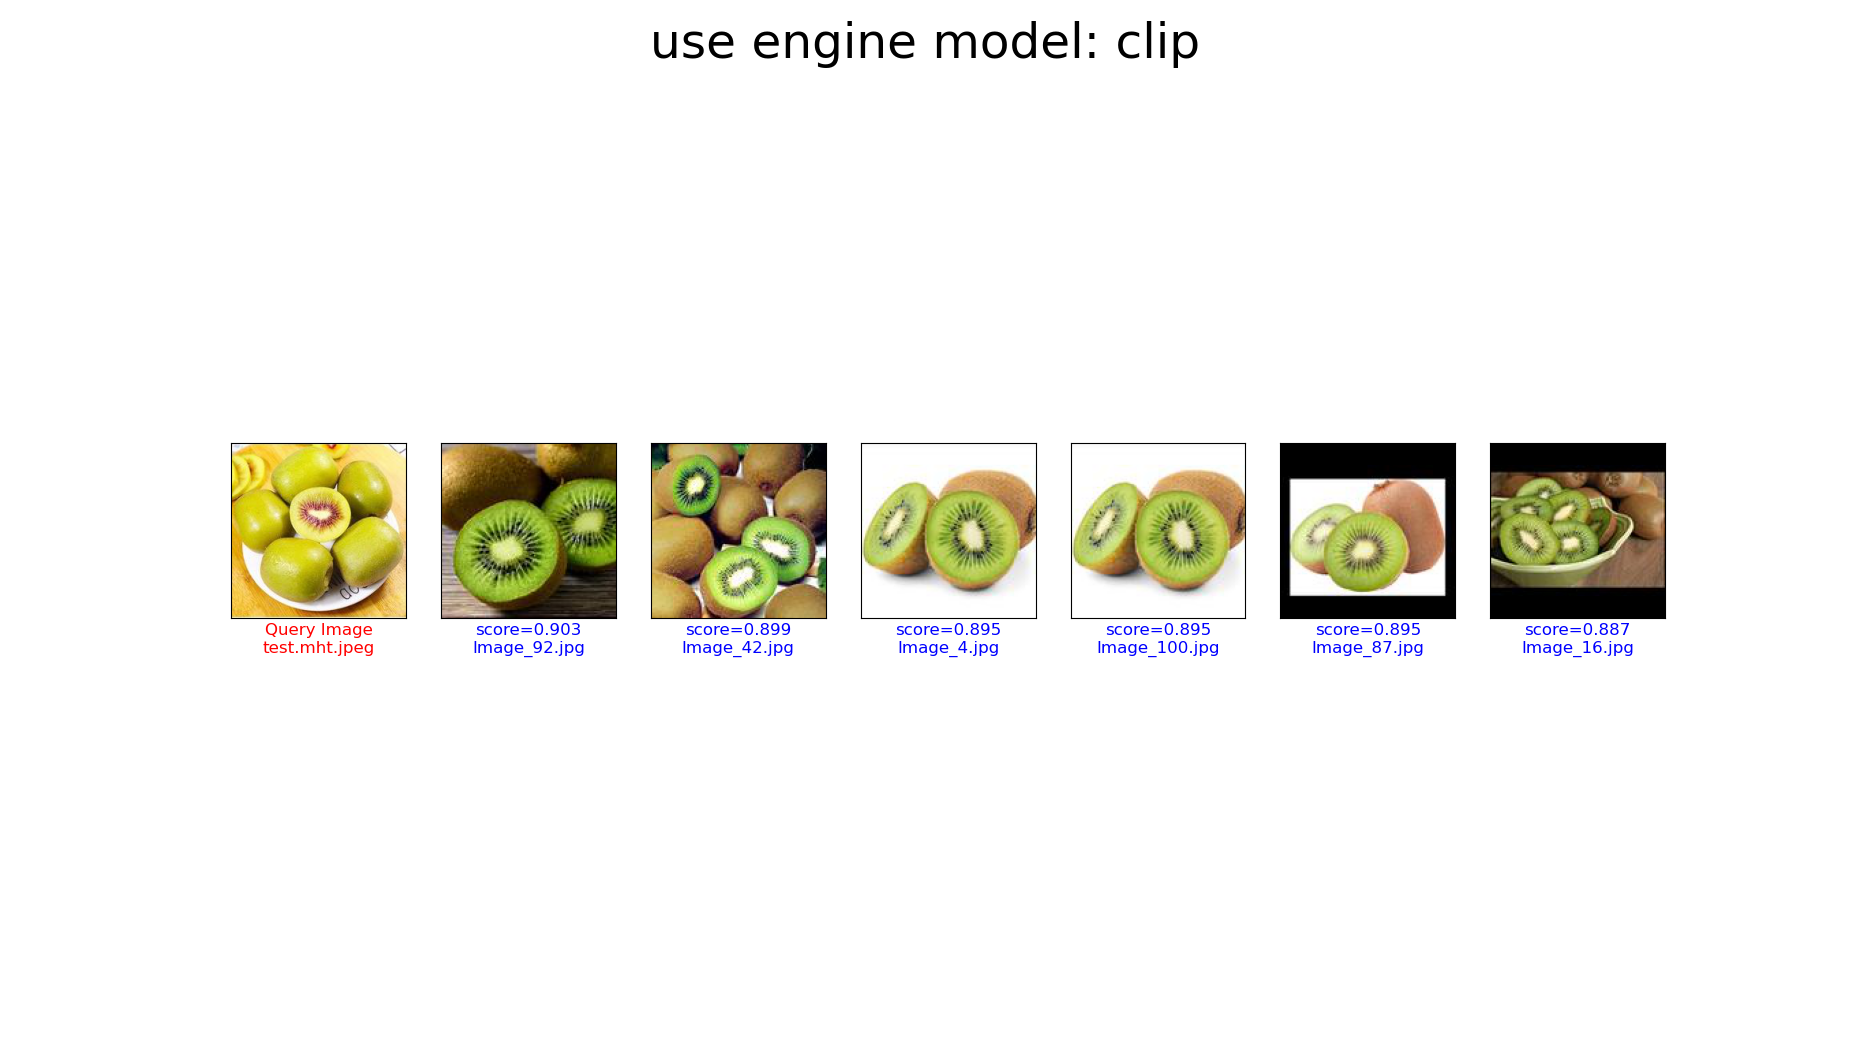 use engine model: clip
Query Image
test.mht.jpeg
score=0.903
Image_92.jpg
score=0.899
Image_42.jpg
score=0.895
Image_4.jpg
score=0.895
Image_100.jpg
score=0.895
Image_87.jpg
score=0.887
Image_16.jpg